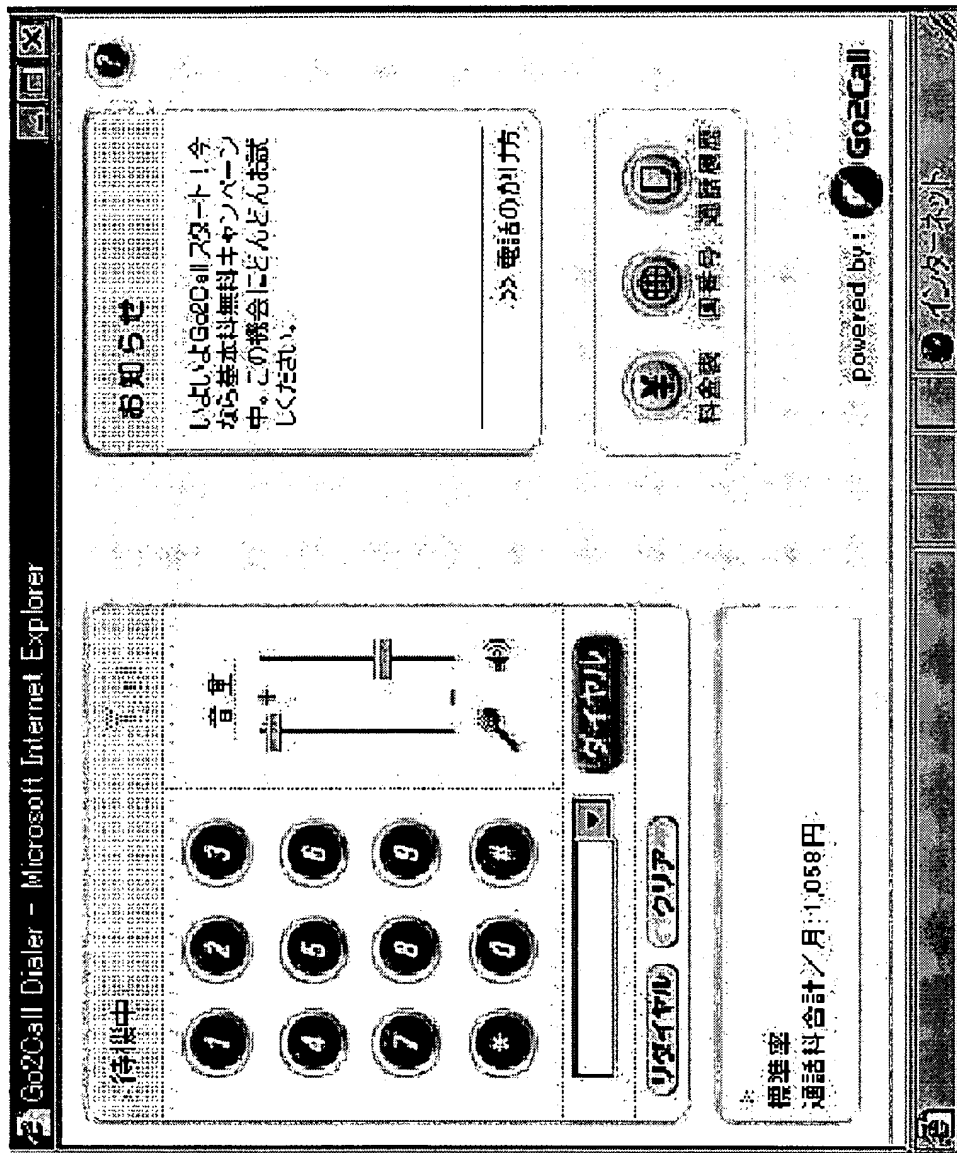 Go2Call Dialer - Microsoft Internet Explorer
待機中
1
2
3
4
5
6
7
8
9
*
0
#
音量
+
-
ダイヤル
リダイヤル
クリア
標準率
通話料合計/月:1,058円
?
お知らせ
いよいよGo2Callスタート!今
なら基本料無料キャンペーン
中。この機会にどんどんお試
しください。
>> 電話のかけ方
料金表
国番号
通話履歴
powered by: Go2Call
インターネット